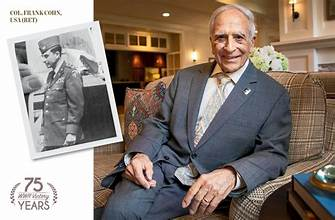 COL. FRANK COHN,
USA (RET)
75
WWII Victory
YEARS